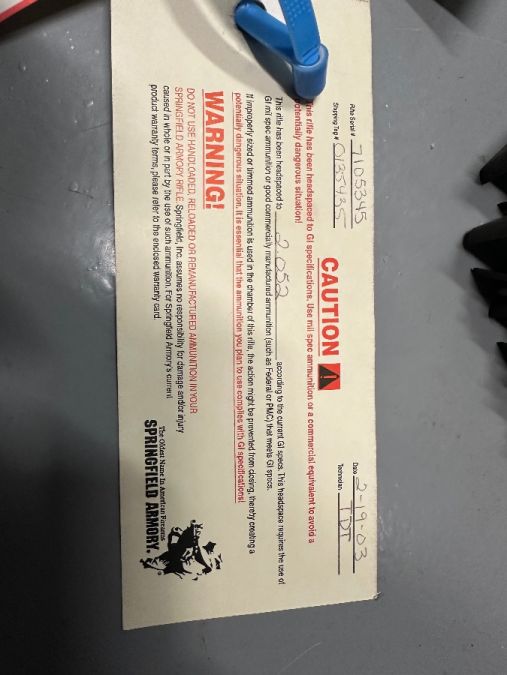 Rifle Serial # 7105345 Date 2-9-03
Shipping Tag # 0135435 Technician TDT
CAUTION
This rifle has been headspaced to GI specifications. Use mil spec ammunition or a commercial equivalent to avoid a
potentially dangerous situation!
This rifle has been headspaced to 2.052 according to the current GI specs. This headspace requires the use of
GI mil spec ammunition or good commercially manufactured ammunition (such as Federal or PMC) that meets GI specs.
If improperly sized or trimmed ammunition is used in the chamber of this rifle, the action might be prevented from closing, thereby creating a
potentially dangerous situation. It is essential that the ammunition you plan to use complies with GI specifications!
WARNING!
DO NOT USE HANDLOADED, RELOADED OR REMANUFACTURED AMMUNITION IN YOUR
SPRINGFIELD ARMORY RIFLE. Springfield, Inc. assumes no responsibility for damage and/or injury
caused in whole or in part by the use of such ammunition. For Springfield Armory's current
product warranty terms, please refer to the enclosed warranty card.
The Oldest Name In American Firearms
SPRINGFIELD ARMORY.